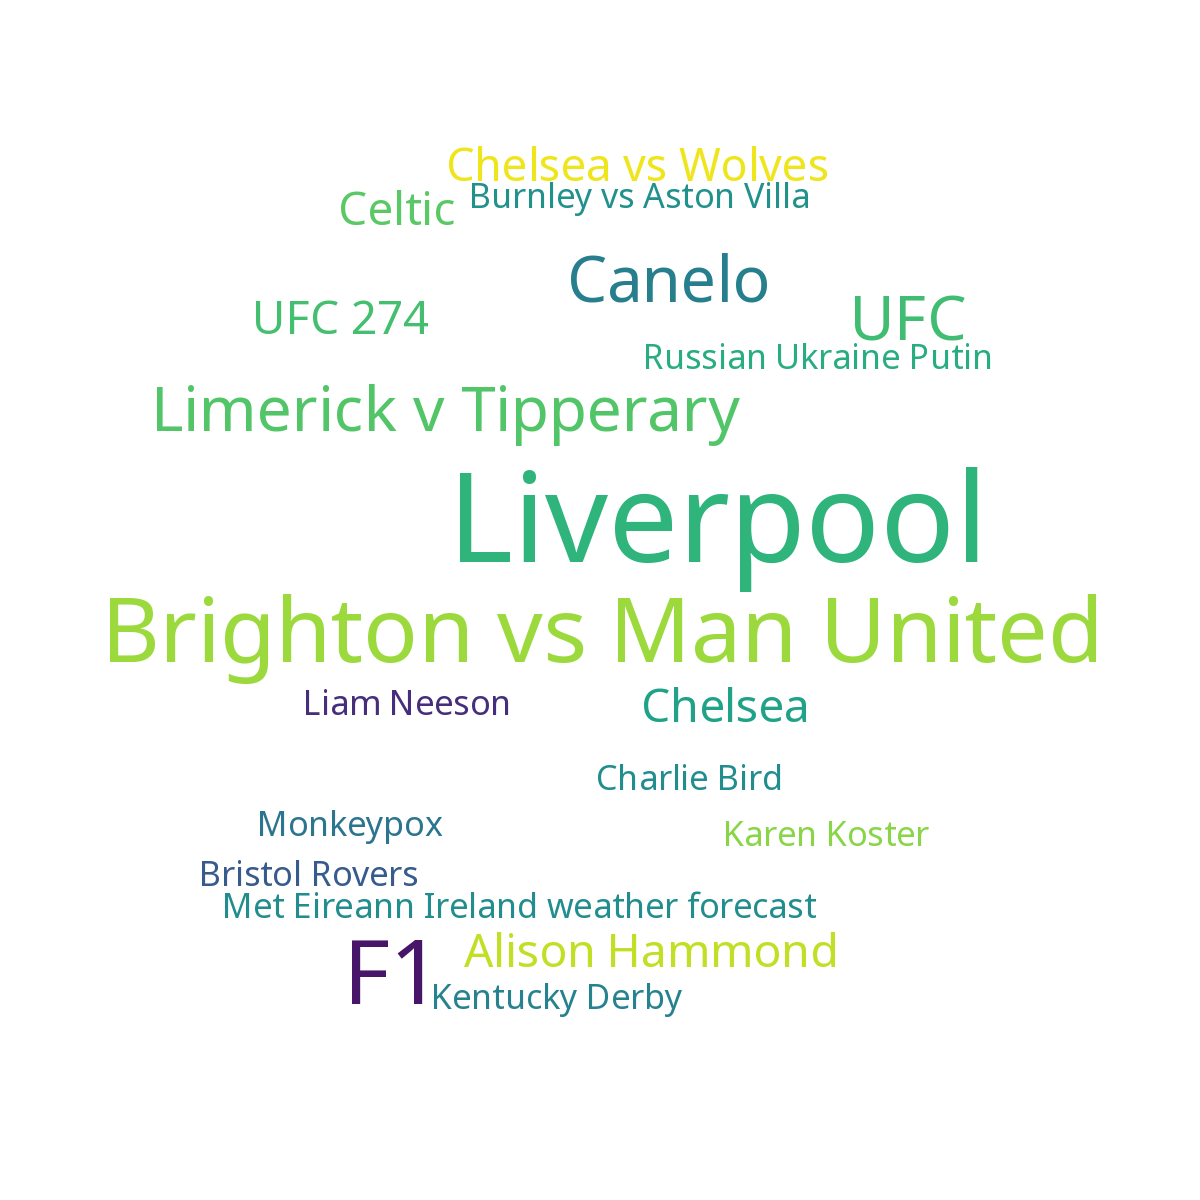 Chelsea vs Wolves
Burnley vs Aston Villa
Celtic
Canelo
UFC 274
UFC
Russian Ukraine Putin
Limerick v Tipperary
Liverpool
Brighton vs Man United
Liam Neeson
Chelsea
Charlie Bird
Monkeypox
Karen Koster
Bristol Rovers
Met Eireann Ireland weather forecast
F1
Alison Hammond
Kentucky Derby